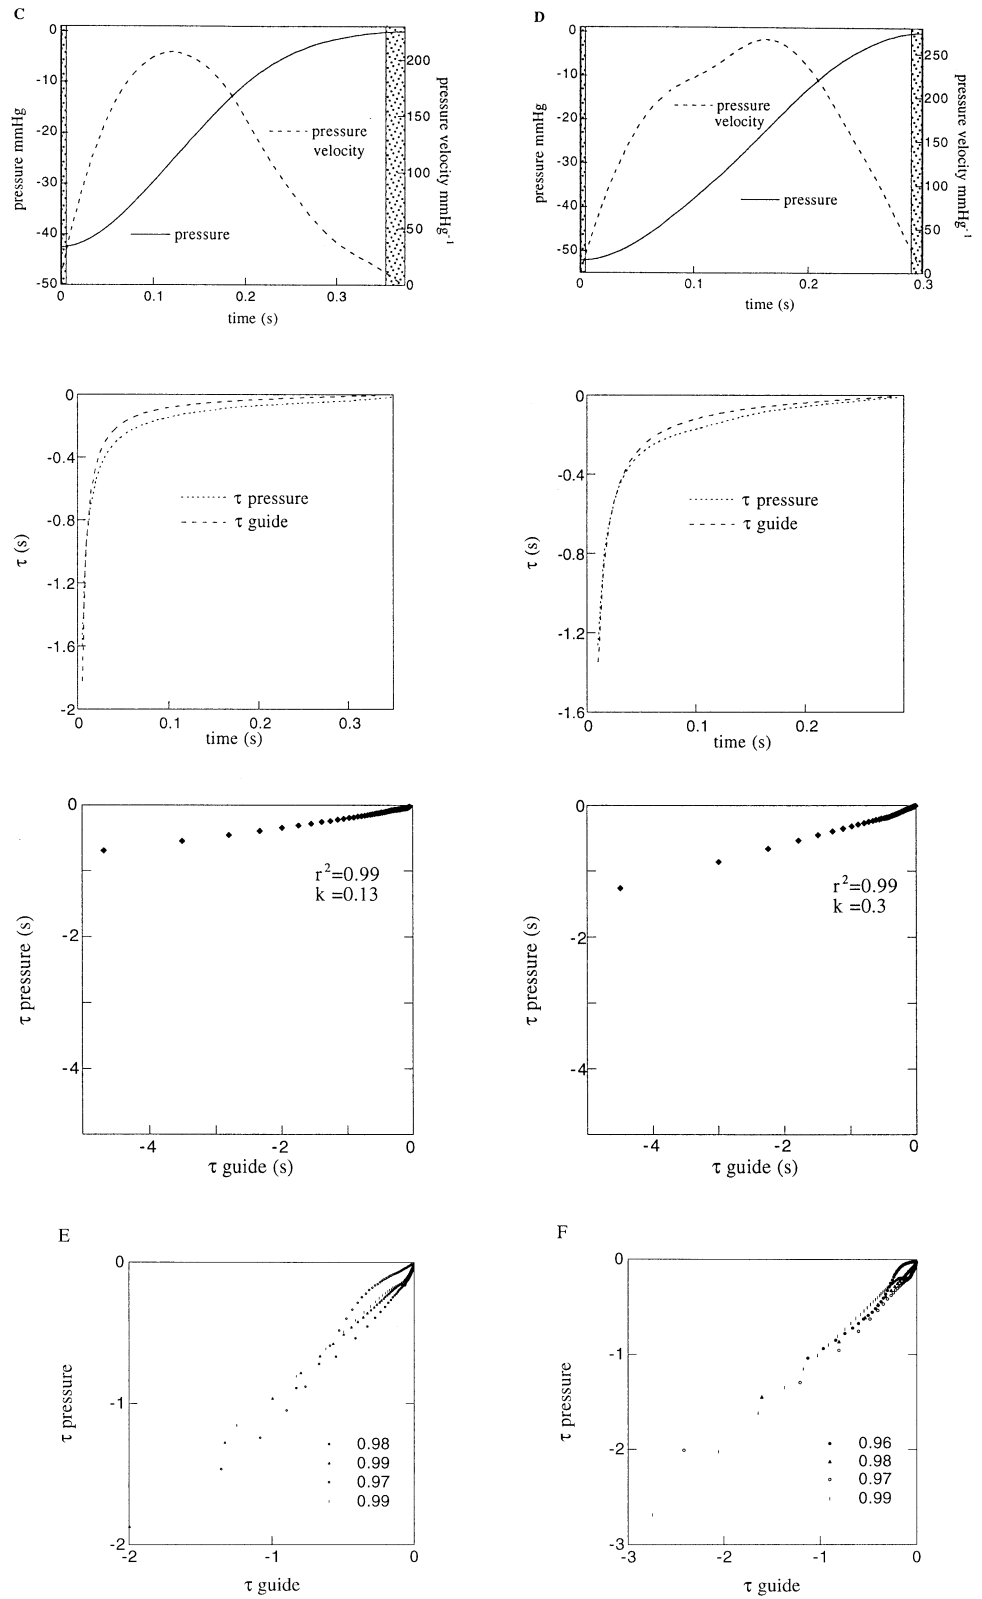 C
pressure mmHg
0
-10
-20
-30
-40
-50
200
150
100
50
0
pressure velocity mmHg-1
pressure
velocity
pressure
0
0.1
0.2
0.3
time (s)
D
pressure mmHg
0
-10
-20
-30
-40
-50
250
200
150
100
50
0
pressure velocity mmHg-1
pressure
velocity
pressure
0
0.1
0.2
0.3
time (s)
τ (s)
0
-0.4
-0.8
-1.2
-1.6
-2
τ pressure
τ guide
0
0.1
0.2
0.3
time (s)
τ (s)
0
-0.4
-0.8
-1.2
-1.6
τ pressure
τ guide
0
0.1
0.2
time (s)
τ pressure (s)
0
-2
-4
r2=0.99
k =0.13
-4
-2
0
τ guide (s)
τ pressure (s)
0
-2
-4
r2=0.99
k =0.3
-4
-2
0
τ guide (s)
E
τ pressure
0
-1
-2
0.98
0.99
0.97
0.99
-2
-1
0
τ guide
F
τ pressure
0
-1
-2
-3
0.96
0.98
0.97
0.99
-3
-2
-1
0
τ guide